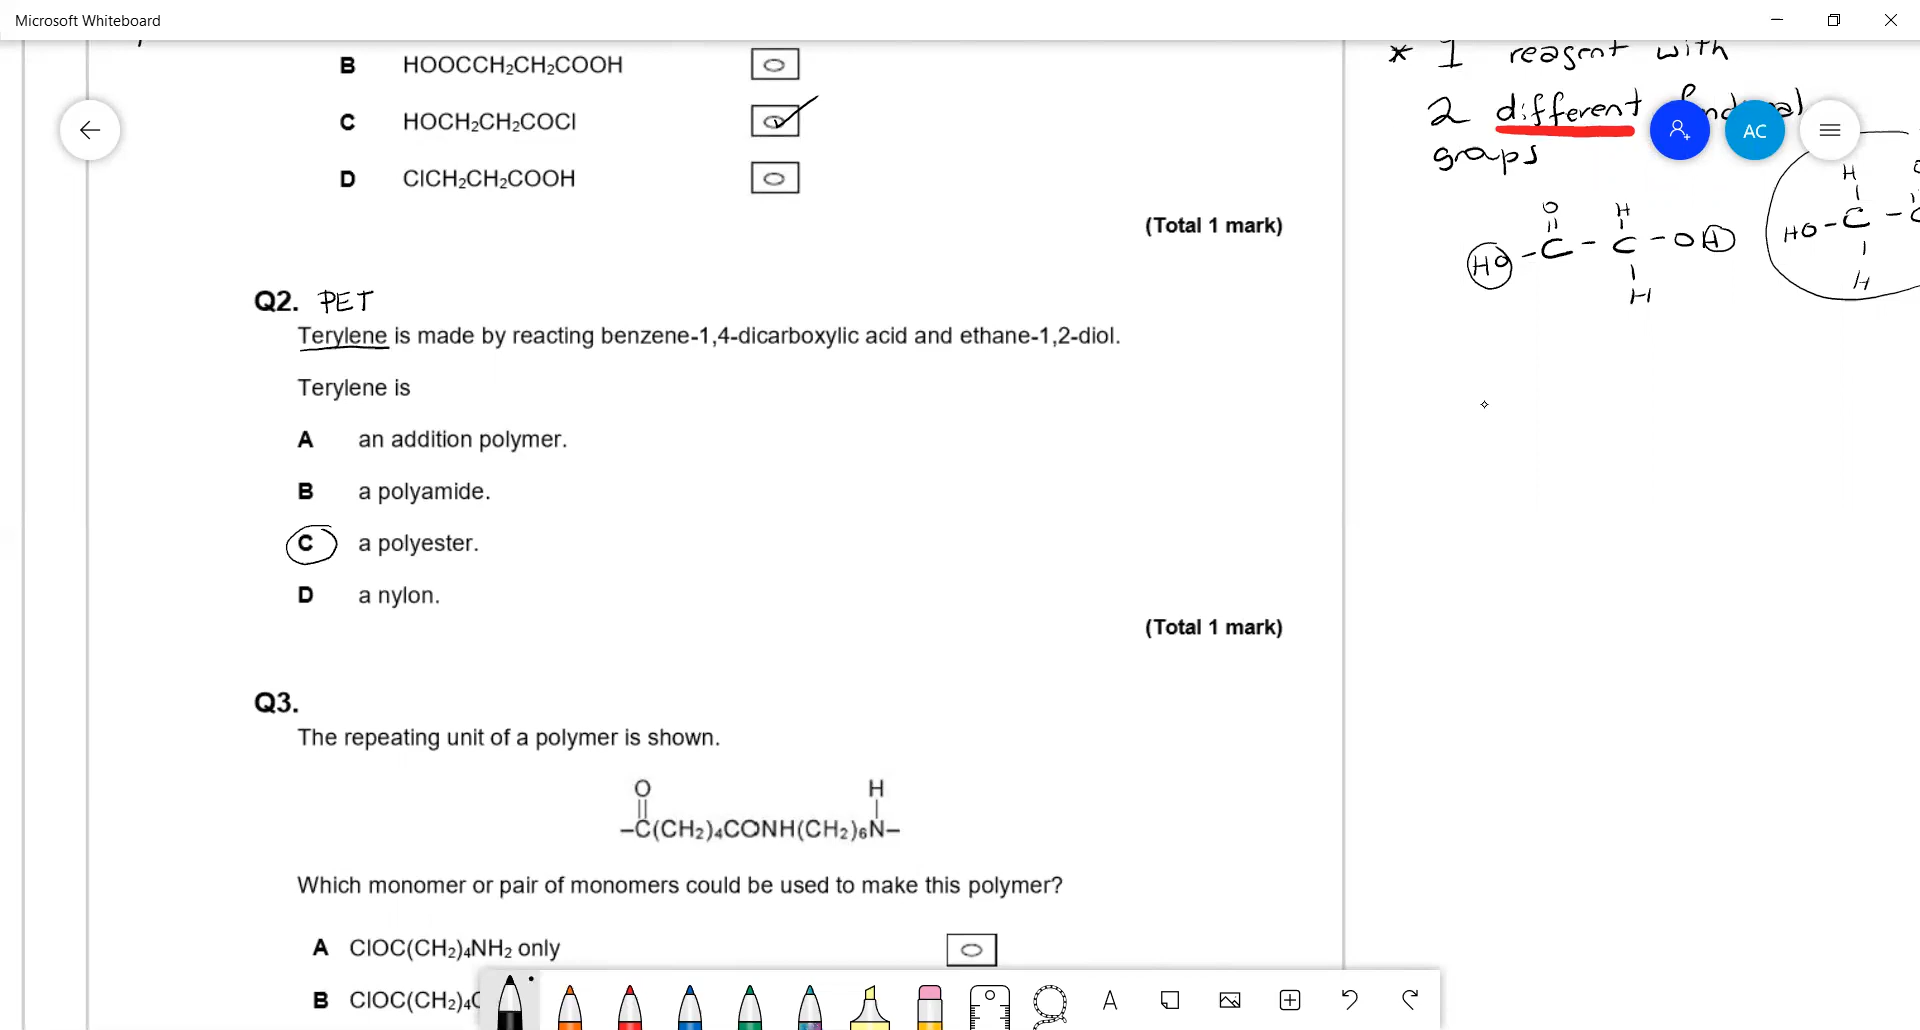 Microsoft Whiteboard
B HOOCCH₂CH₂COOH
C HOCH₂CH₂COCl
D ClCH₂CH₂COOH
(Total 1 mark)
* 1 reagent with
2 different
groups
AC
O H
HO - C - C - OH
H
H
HO - C -
H
Q2. PET
Terylene is made by reacting benzene-1,4-dicarboxylic acid and ethane-1,2-diol.
Terylene is
A an addition polymer.
B a polyamide.
C a polyester.
D a nylon.
(Total 1 mark)
Q3.
The repeating unit of a polymer is shown.
O H
–C(CH₂)₄CONH(CH₂)₆N–
Which monomer or pair of monomers could be used to make this polymer?
A ClOC(CH₂)₄NH₂ only
B ClOC(CH₂)₄C
A